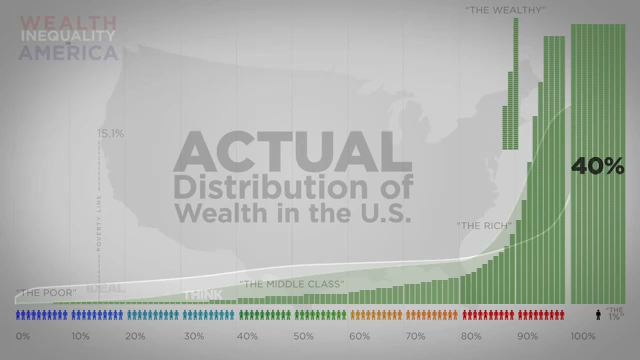 WEALTH
INEQUALITY
IN
AMERICA
"THE WEALTHY"
15.1%
ACTUAL
Distribution of
Wealth in the U.S.
40%
POVERTY LINE
"THE RICH"
"THE POOR"
IDEAL
THINK
"THE MIDDLE CLASS"
"THE
1%"
0% 10% 20% 30% 40% 50% 60% 70% 80% 90% 100%